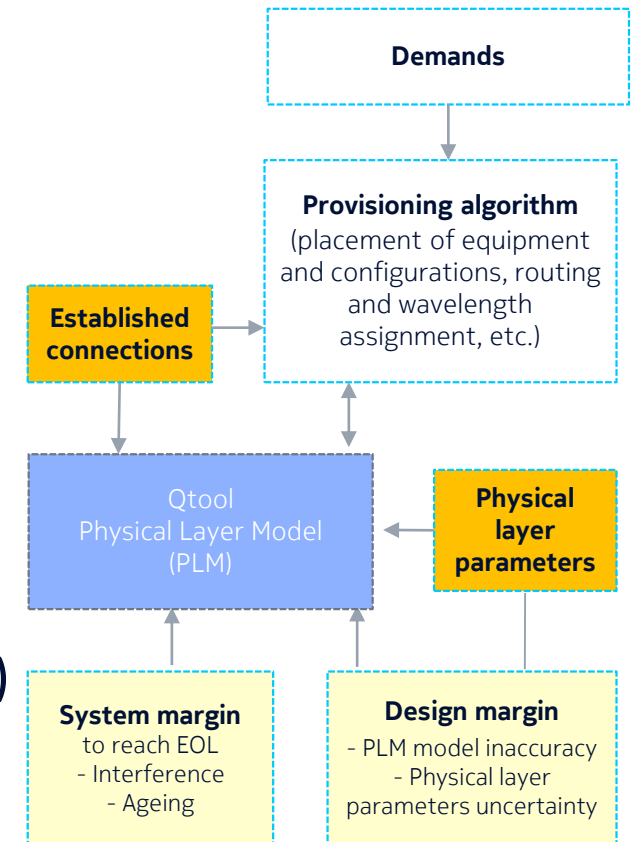 Demands
Provisioning algorithm
(placement of equipment
and configurations, routing
and wavelength
assignment, etc.)
Established
connections
Qtool
Physical Layer Model
(PLM)
Physical
layer
parameters
)
System margin
to reach EOL
- Interference
- Ageing
Design margin
- PLM model inaccuracy
- Physical layer
parameters uncertainty